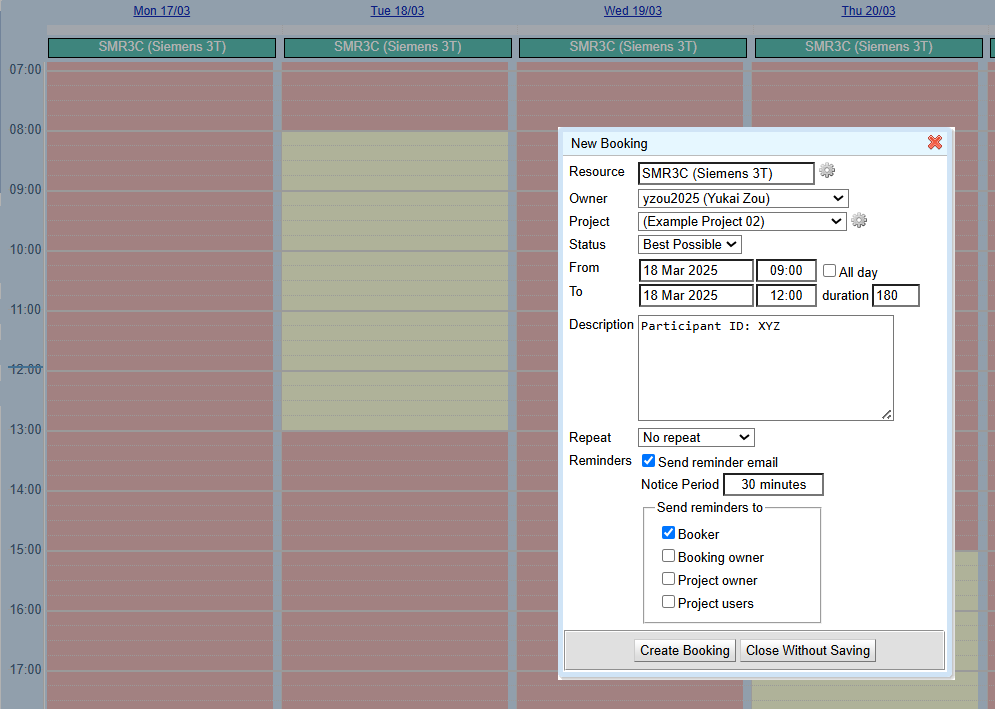 Mon 17/03 Tue 18/03 Wed 19/03 Thu 20/03
SMR3C (Siemens 3T) SMR3C (Siemens 3T) SMR3C (Siemens 3T) SMR3C (Siemens 3T)
07:00
08:00
09:00
10:00
11:00
12:00
13:00
14:00
15:00
16:00
17:00
New Booking
Resource SMR3C (Siemens 3T)
Owner yzou2025 (Yukai Zou)
Project (Example Project 02)
Status Best Possible
From 18 Mar 2025 09:00 All day
To 18 Mar 2025 12:00 duration 180
Description Participant ID: XYZ
Repeat No repeat
Reminders Send reminder email
Notice Period 30 minutes
Send reminders to
Booker
Booking owner
Project owner
Project users
Create Booking Close Without Saving